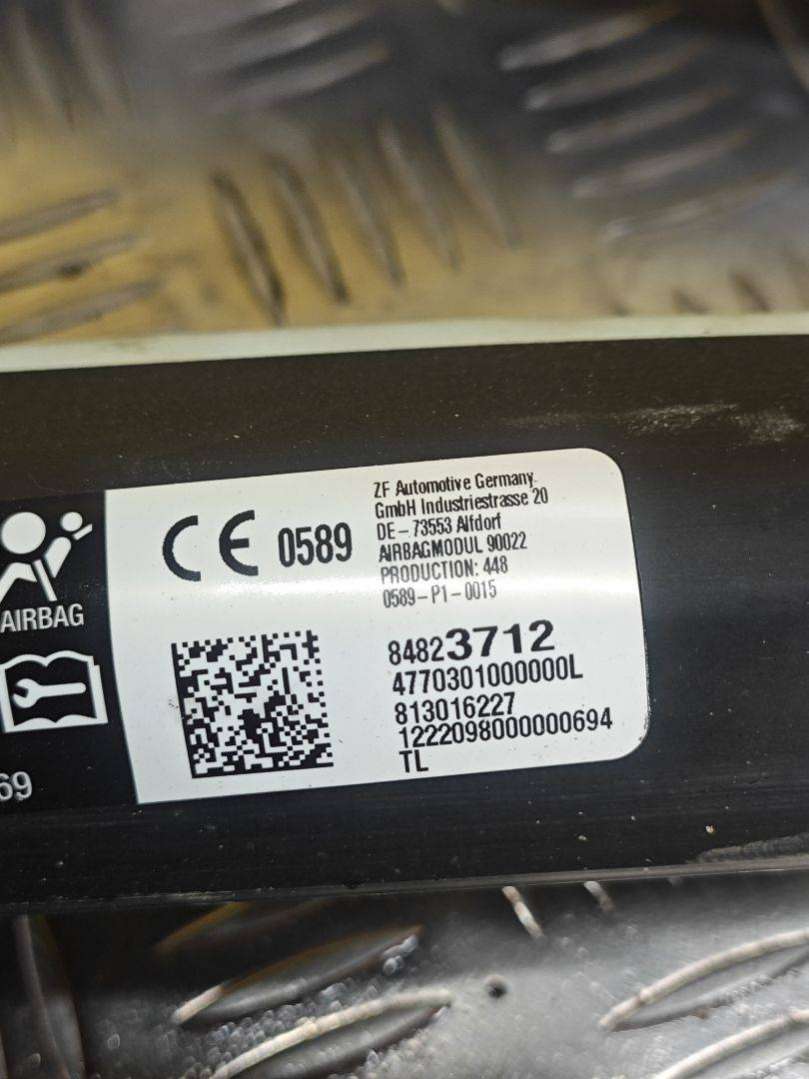 ZF Automotive Germany
GmbH Industriestrasse 20
DE-73553 Alfdorf
AIRBAGMODUL 90022
PRODUCTION: 448
0589-P1-0015
CE 0589
AIRBAG
84823712
4770301000000L
813016227
1222098000000694
TL
69